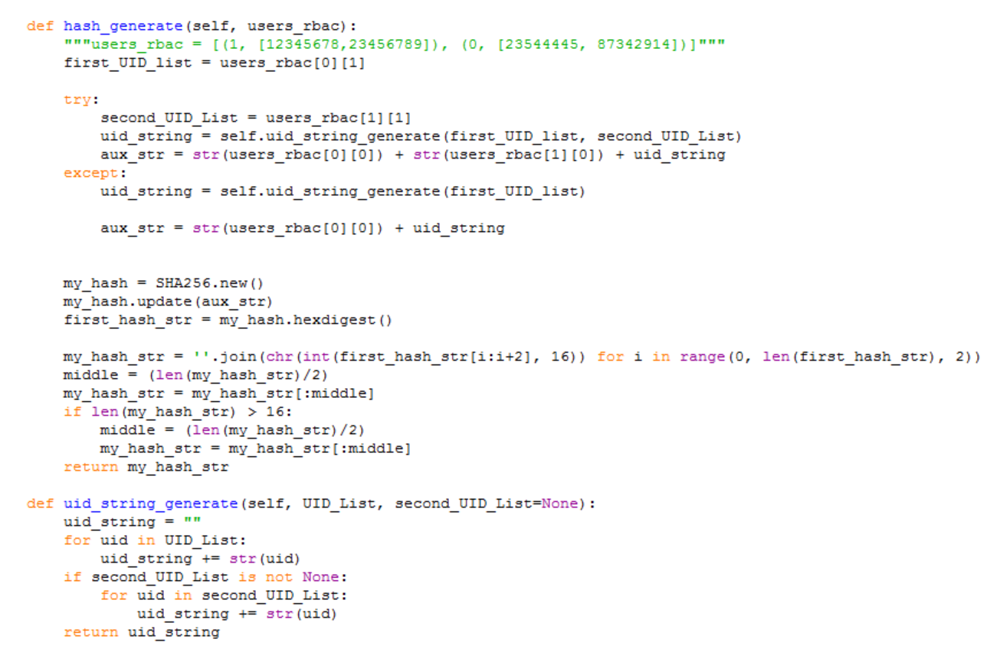 def hash_generate(self, users_rbac):
    """users_rbac = [(1, [12345678,23456789]), (0, [23544445, 87342914])]"""
    first_UID_list = users_rbac[0][1]

    try:
        second_UID_List = users_rbac[1][1]
        uid_string = self.uid_string_generate(first_UID_list, second_UID_List)
        aux_str = str(users_rbac[0][0]) + str(users_rbac[1][0]) + uid_string
    except:
        uid_string = self.uid_string_generate(first_UID_list)

        aux_str = str(users_rbac[0][0]) + uid_string


    my_hash = SHA256.new()
    my_hash.update(aux_str)
    first_hash_str = my_hash.hexdigest()

    my_hash_str = ''.join(chr(int(first_hash_str[i:i+2], 16)) for i in range(0, len(first_hash_str), 2))
    middle = (len(my_hash_str)/2)
    my_hash_str = my_hash_str[:middle]
    if len(my_hash_str) > 16:
        middle = (len(my_hash_str)/2)
        my_hash_str = my_hash_str[:middle]
    return my_hash_str

def uid_string_generate(self, UID_List, second_UID_List=None):
    uid_string = ""
    for uid in UID_List:
        uid_string += str(uid)
    if second_UID_List is not None:
        for uid in second_UID_List:
            uid_string += str(uid)
    return uid_string